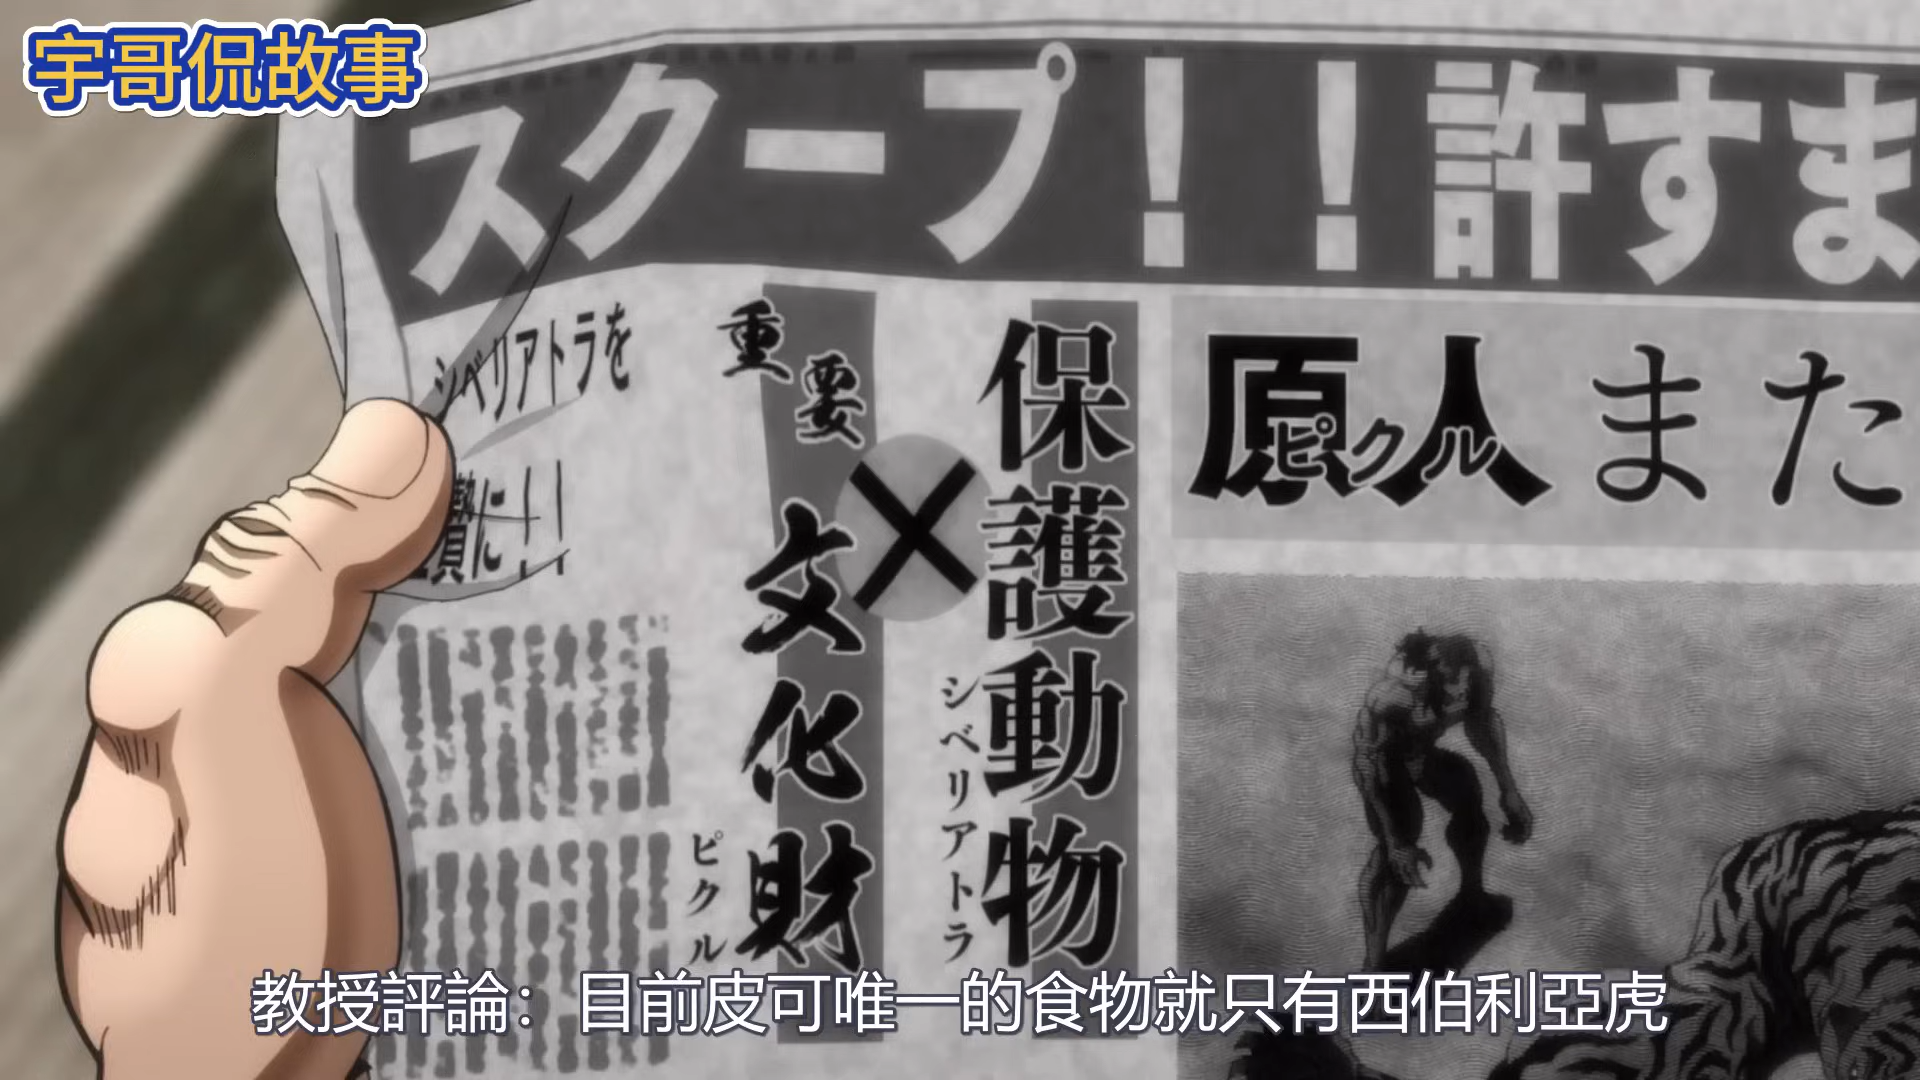 宇哥侃故事
スクープ!!許すま
原人また
ピクル
保護動物
シベリアトラ
×
重要文化財
ピクル
シベリアトラを
贄に!!
教授評論：目前皮可唯一的食物就只有西伯利亞虎